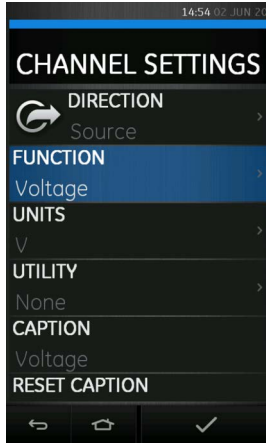 14:54 02 JUN 20
CHANNEL SETTINGS
DIRECTION
Source
FUNCTION
Voltage
UNITS
V
UTILITY
None
CAPTION
Voltage
RESET CAPTION